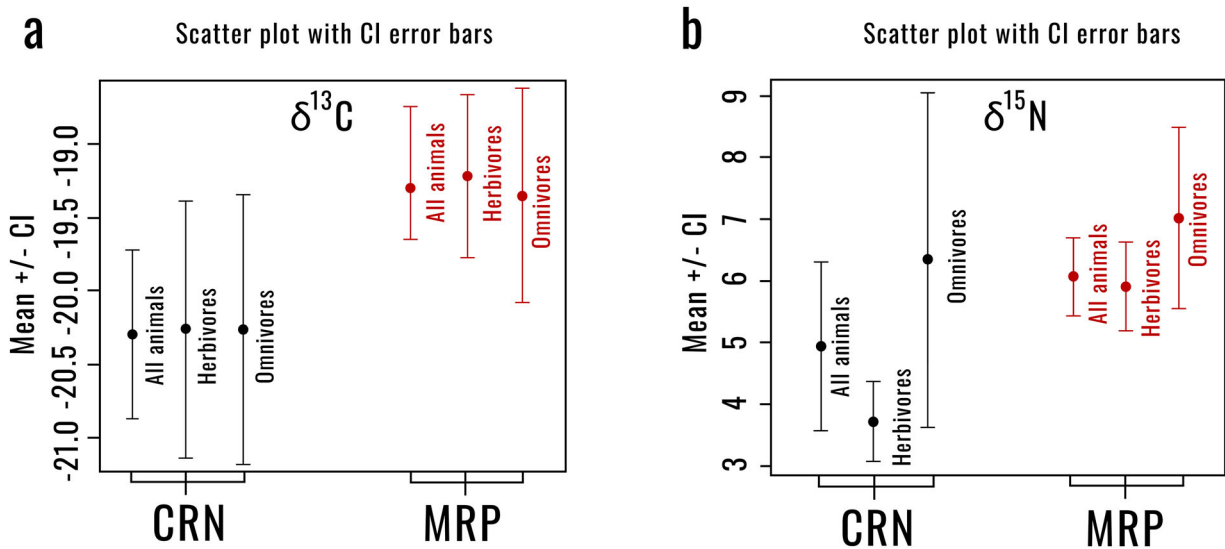 a
Scatter plot with CI error bars
δ13C
Mean +/- CI
-21.0 -20.5 -20.0 -19.5 -19.0
All animals
Herbivores
Omnivores
All animals
Herbivores
Omnivores
CRN
MRP
b
Scatter plot with CI error bars
δ15N
Mean +/- CI
3 4 5 6 7 8 9
All animals
Herbivores
Omnivores
All animals
Herbivores
Omnivores
CRN
MRP